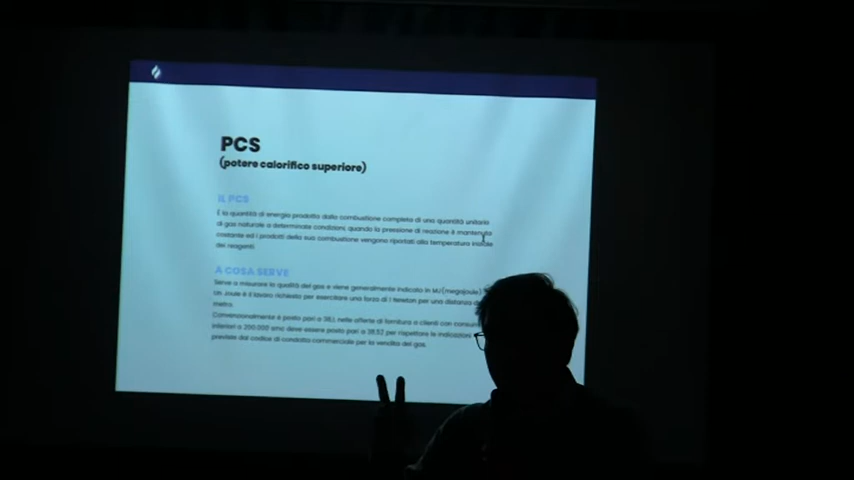 PCS
(potere calorifico superiore)
IL PCS
È la quantità di energia prodotta dalla combustione completa di una quantità unitaria
di gas naturale a determinate condizioni, quando la pressione di reazione è mantenuta
costante ed i prodotti della sua combustione vengono riportati alla temperatura iniziale
dei reagenti.
A COSA SERVE
Serve a misurare la qualità del gas e viene generalmente indicato in MJ(megajoule).
Un Joule è il lavoro richiesto per esercitare una forza di 1 Newton per una distanza
metro.
Convenzionalmente è posto pari a 38,1, nelle offerte di fornitura a clienti con
inferiori a 200.000 smc deve essere posto pari a 38,52 per rispettare le indicazioni
previste dal codice di condotta commerciale per la vendita del gas.